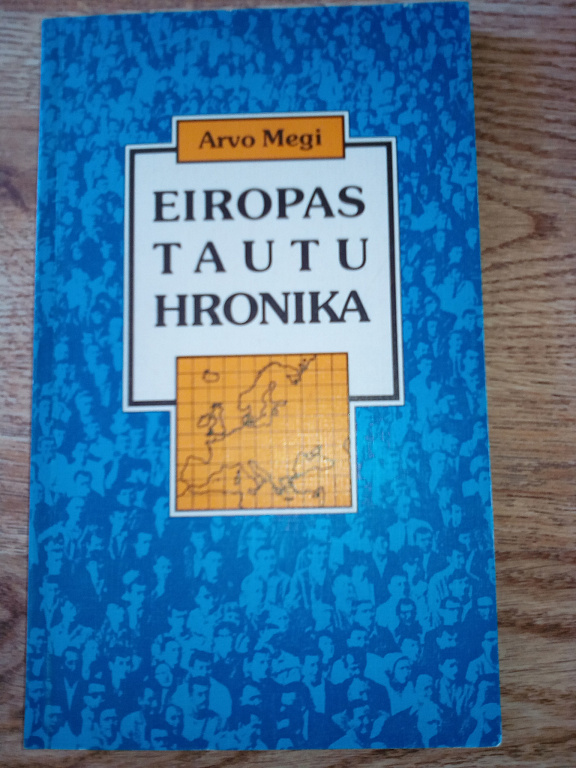 Arvo Megi
EIROPAS
TAUTU
HRONIKA